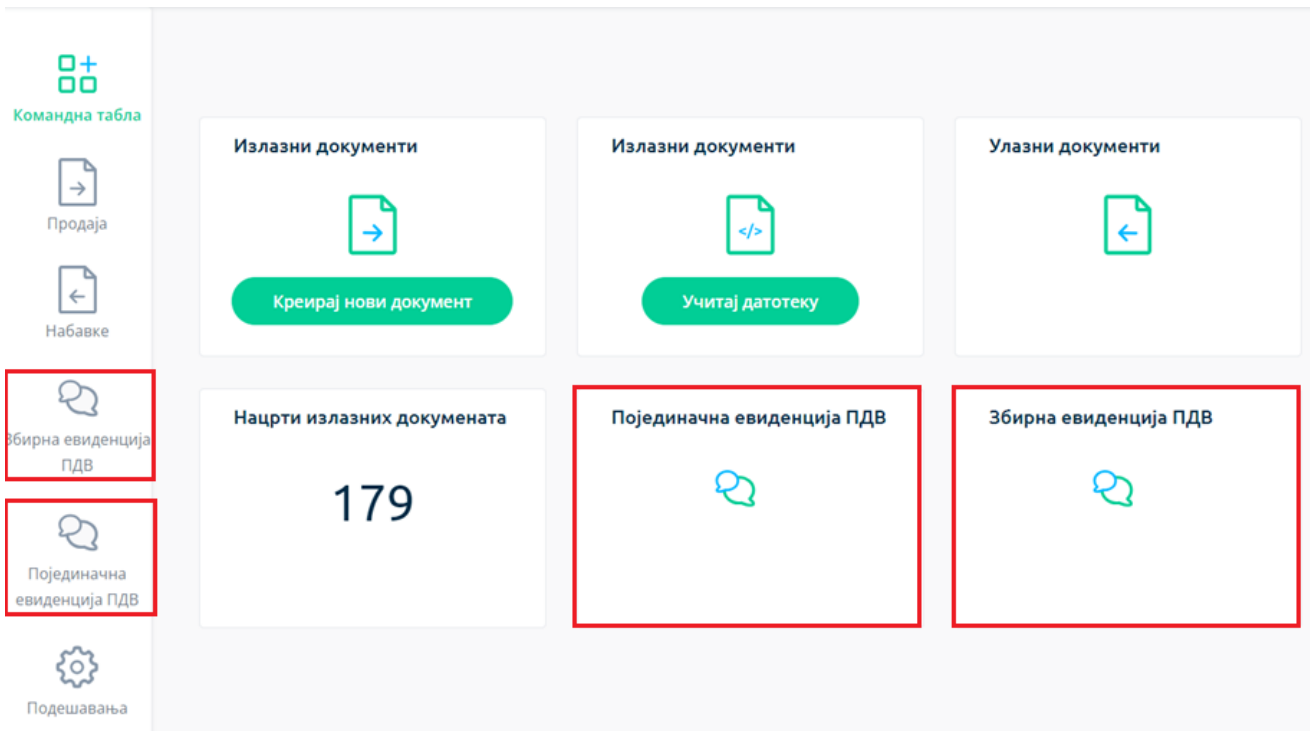 Командна табла
Продаја
Набавке
Збирна евиденција
ПДВ
Појединачна
евиденција ПДВ
Подешавања
Излазни документи
Креирај нови документ
Излазни документи
</>
Учитај датотеку
Улазни документи
Нацрти излазних докумената
179
Појединачна евиденција ПДВ
Збирна евиденција ПДВ